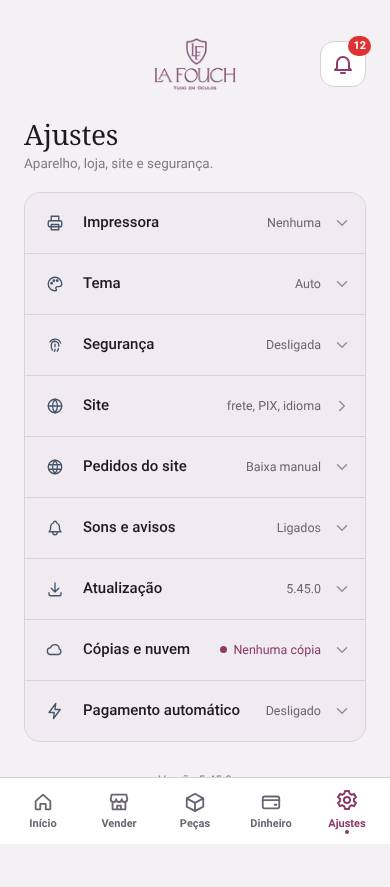 LF
LA FOUCH
TUDO EM ÓCULOS
12
Ajustes
Aparelho, loja, site e segurança.
Impressora Nenhuma
Tema Auto
Segurança Desligada
Site frete, PIX, idioma
Pedidos do site Baixa manual
Sons e avisos Ligados
Atualização 5.45.0
Cópias e nuvem Nenhuma cópia
Pagamento automático Desligado
Início Vender Peças Dinheiro Ajustes